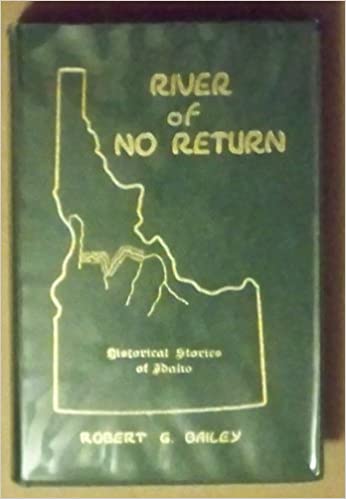 RIVER
of
NO RETURN
Historical Stories
of Idaho
ROBERT G. BAILEY